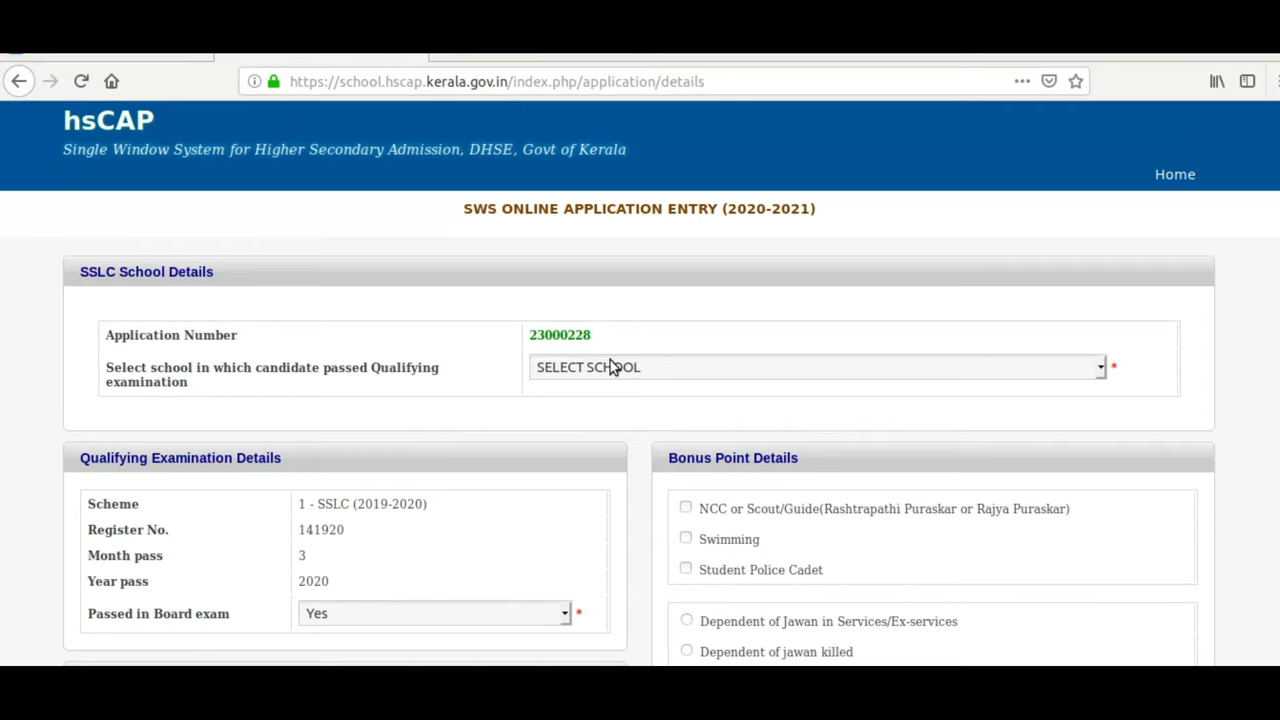 https://school.hscap.kerala.gov.in/index.php/application/details
hsCAP
Single Window System for Higher Secondary Admission, DHSE, Govt of Kerala
Home
SWS ONLINE APPLICATION ENTRY (2020-2021)
SSLC School Details
Application Number 23000228
Select school in which candidate passed Qualifying examination SELECT SCHOOL *
Qualifying Examination Details
Scheme 1 - SSLC (2019-2020)
Register No. 141920
Month pass 3
Year pass 2020
Passed in Board exam Yes *
Bonus Point Details
NCC or Scout/Guide(Rashtrapathi Puraskar or Rajya Puraskar)
Swimming
Student Police Cadet
Dependent of Jawan in Services/Ex-services
Dependent of jawan killed